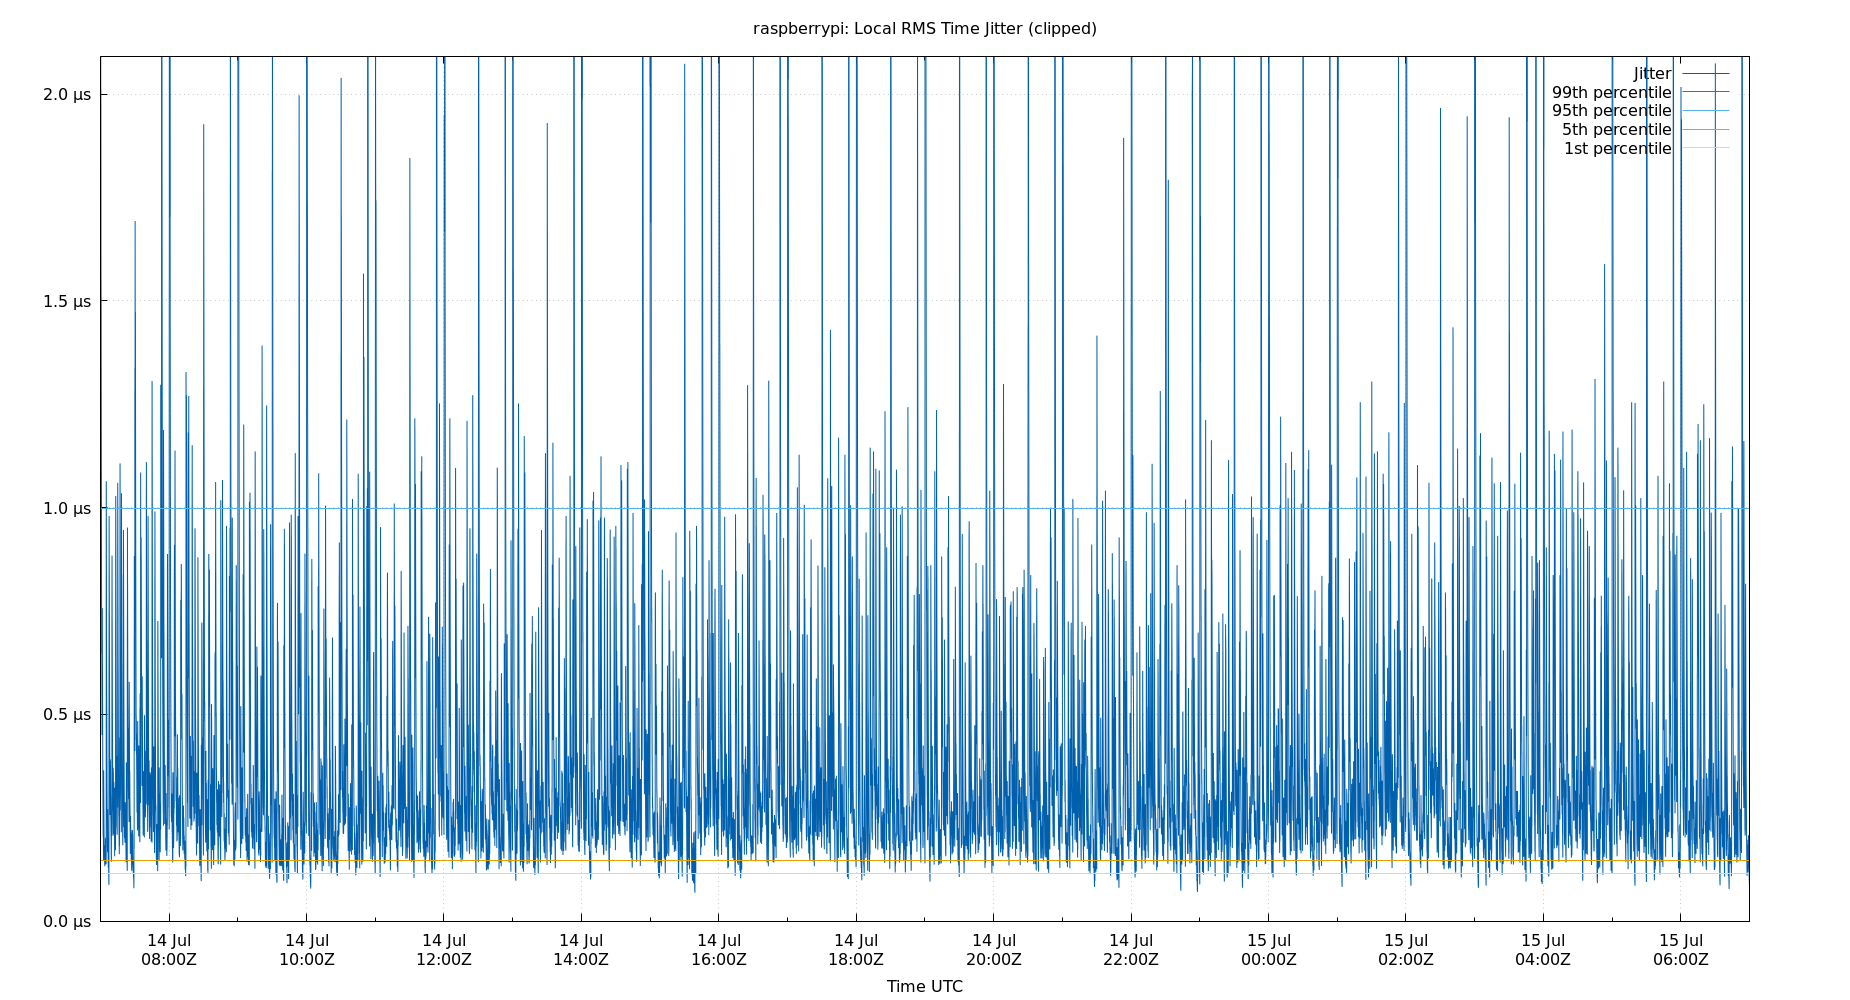 raspberrypi: Local RMS Time Jitter (clipped)
2.0 µs
1.5 µs
1.0 µs
0.5 µs
0.0 µs
Jitter
99th percentile
95th percentile
5th percentile
1st percentile
14 Jul 14 Jul 14 Jul 14 Jul 14 Jul 14 Jul 14 Jul 14 Jul 15 Jul 15 Jul 15 Jul 15 Jul
08:00Z 10:00Z 12:00Z 14:00Z 16:00Z 18:00Z 20:00Z 22:00Z 00:00Z 02:00Z 04:00Z 06:00Z
Time UTC